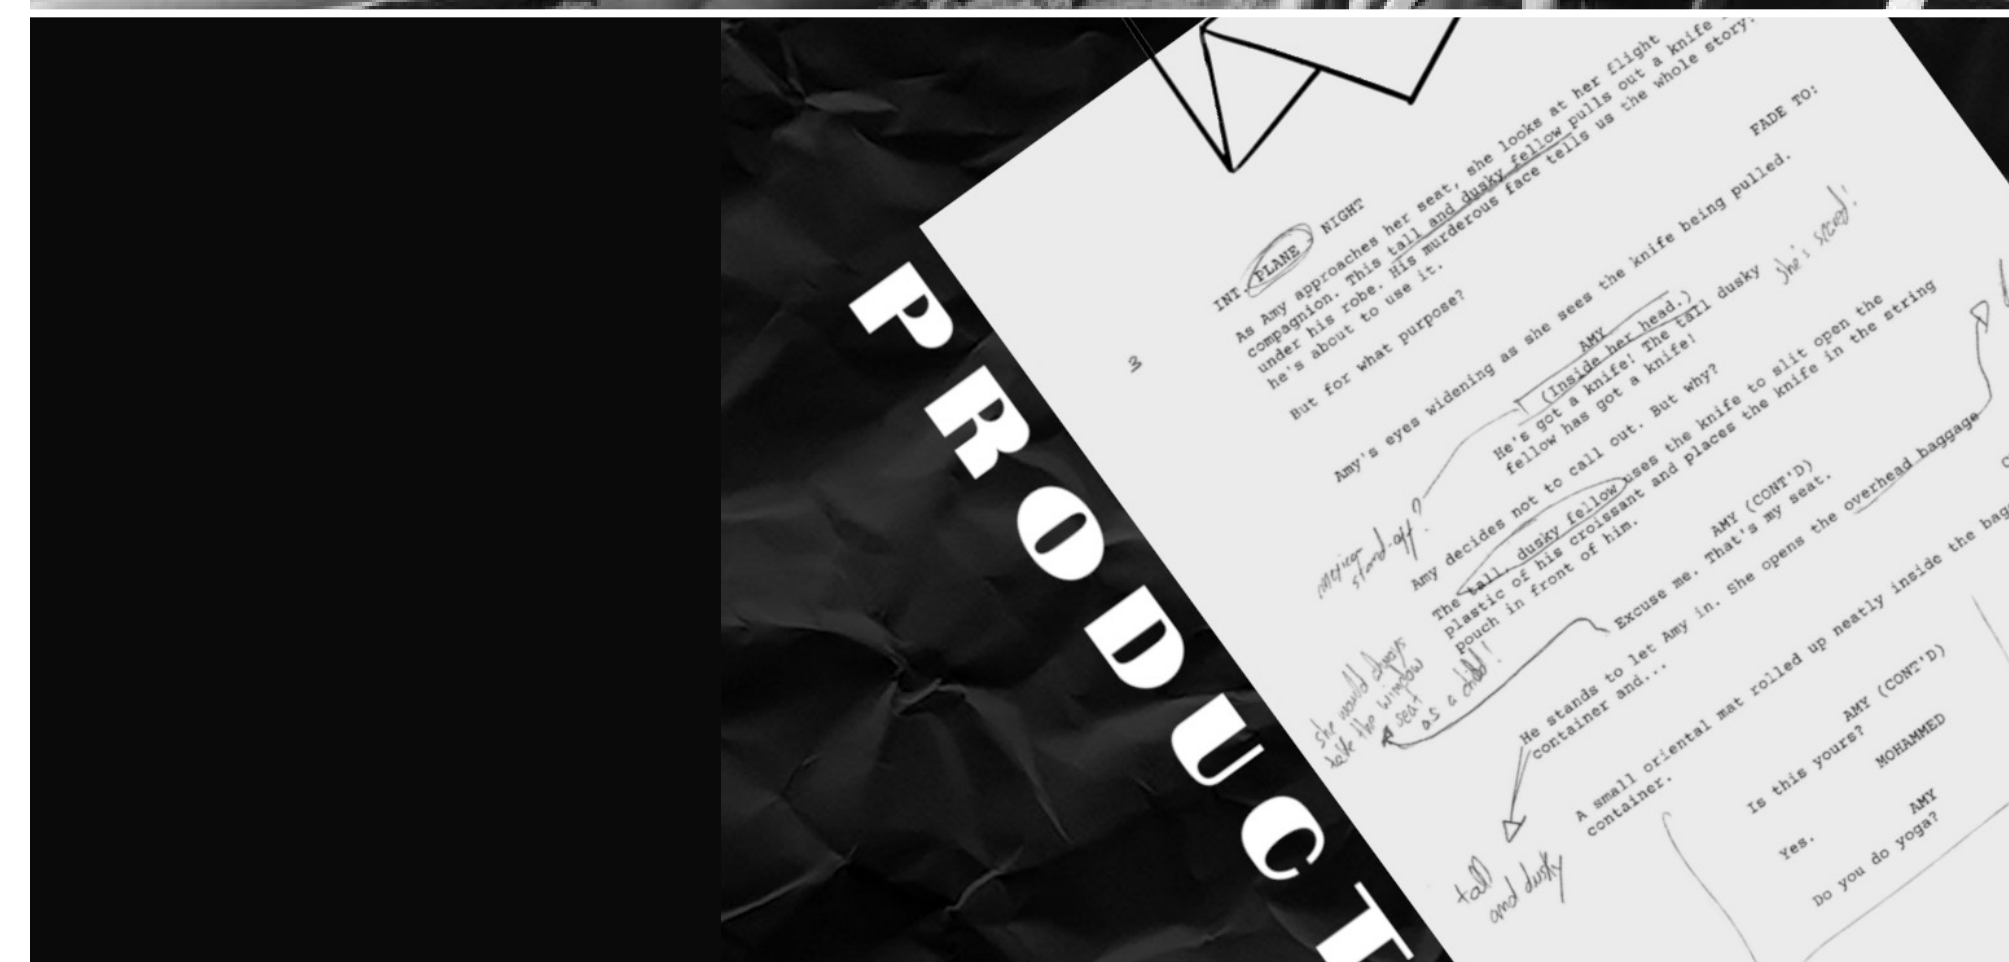 PRODUCT
3
INT. PLANE NIGHT
As Amy approaches her seat, she looks at her flight
compagnion. This tall and dusky fellow pulls out a knife
under his robe. His murderous face tells us the whole story.
he's about to use it.
But for what purpose?
FADE TO:
Amy's eyes widening as she sees the knife being pulled.
she's scared!
AMY
(Inside her head.)
He's got a knife! The tall dusky
fellow has got a knife!
mexican stand-off?
Amy decides not to call out. But why?
The tall, dusky fellow uses the knife to slit open the
plastic of his croissant and places the knife in the string
pouch in front of him.
AMY (CONT'D)
Excuse me. That's my seat.
she would always
take the window
seat
as a child!
He stands to let Amy in. She opens the overhead baggage
container and...
tall
and dusky
A small oriental mat rolled up neatly inside the
container.
AMY (CONT'D)
Is this yours?
MOHAMMED
Yes.
AMY
Do you do yoga?